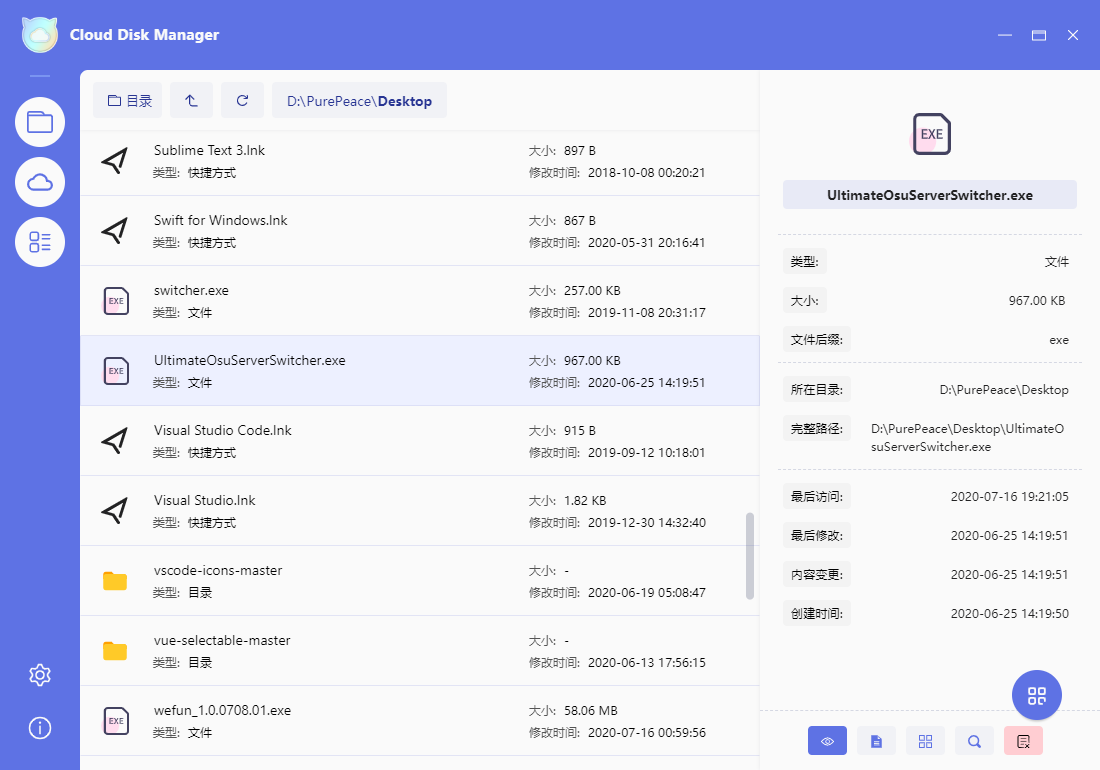 Cloud Disk Manager
目录
D:\PurePeace\Desktop
Sublime Text 3.lnk
大小: 897 B
类型: 快捷方式
修改时间: 2018-10-08 00:20:21
Swift for Windows.lnk
大小: 867 B
类型: 快捷方式
修改时间: 2020-05-31 20:16:41
EXE
switcher.exe
大小: 257.00 KB
类型: 文件
修改时间: 2019-11-08 20:31:17
EXE
UltimateOsuServerSwitcher.exe
大小: 967.00 KB
类型: 文件
修改时间: 2020-06-25 14:19:51
Visual Studio Code.lnk
大小: 915 B
类型: 快捷方式
修改时间: 2019-09-12 10:18:01
Visual Studio.lnk
大小: 1.82 KB
类型: 快捷方式
修改时间: 2019-12-30 14:32:40
vscode-icons-master
大小: -
类型: 目录
修改时间: 2020-06-19 05:08:47
vue-selectable-master
大小: -
类型: 目录
修改时间: 2020-06-13 17:56:15
EXE
wefun_1.0.0708.01.exe
大小: 58.06 MB
类型: 文件
修改时间: 2020-07-16 00:59:56
EXE
UltimateOsuServerSwitcher.exe
类型: 文件
大小: 967.00 KB
文件后缀: exe
所在目录: D:\PurePeace\Desktop
完整路径: D:\PurePeace\Desktop\UltimateO
suServerSwitcher.exe
最后访问: 2020-07-16 19:21:05
最后修改: 2020-06-25 14:19:51
内容变更: 2020-06-25 14:19:51
创建时间: 2020-06-25 14:19:50